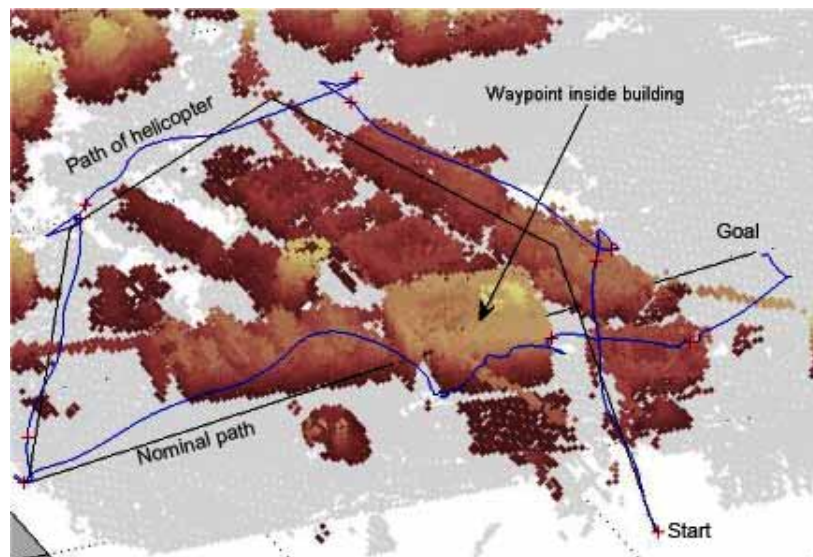 Waypoint inside building
Path of helicopter
Goal
Nominal path
Start